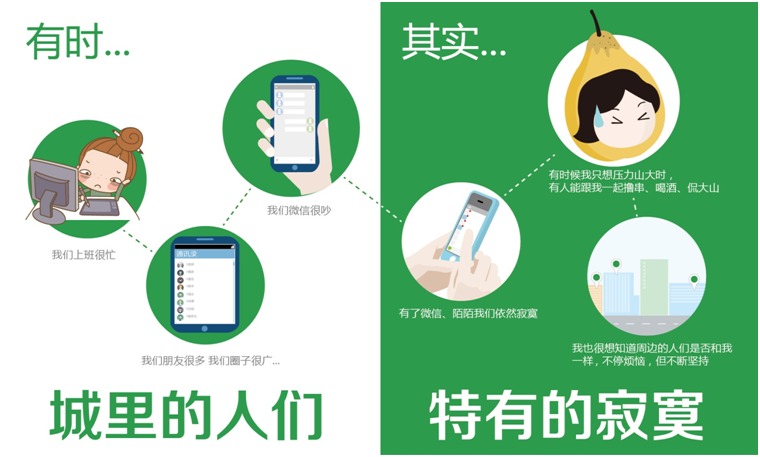 有时...
我们上班很忙
我们朋友很多 我们圈子很广...
通讯录
我们微信很吵
城里的人们
其实...
有了微信、陌陌我们依然寂寞
有时候我只想压力山大时，
有人能跟我一起撸串、喝酒、侃大山
我也很想知道周边的人们是否和我
一样，不停烦恼，但不断坚持
特有的寂寞